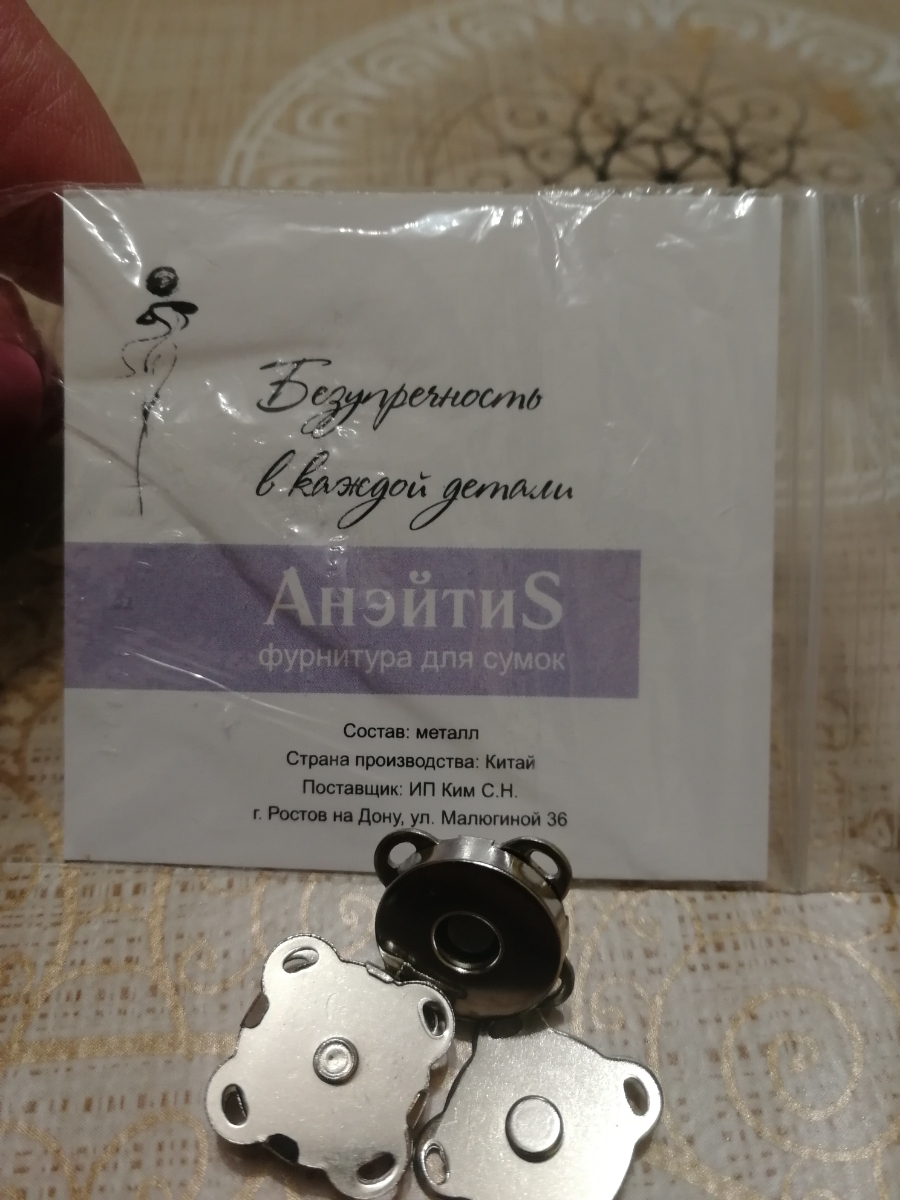 Безупречность
в каждой детали
АнэйтиS
фурнитура для сумок
Состав: металл
Страна производства: Китай
Поставщик: ИП Ким С.Н.
г. Ростов на Дону, ул. Малюгиной 36